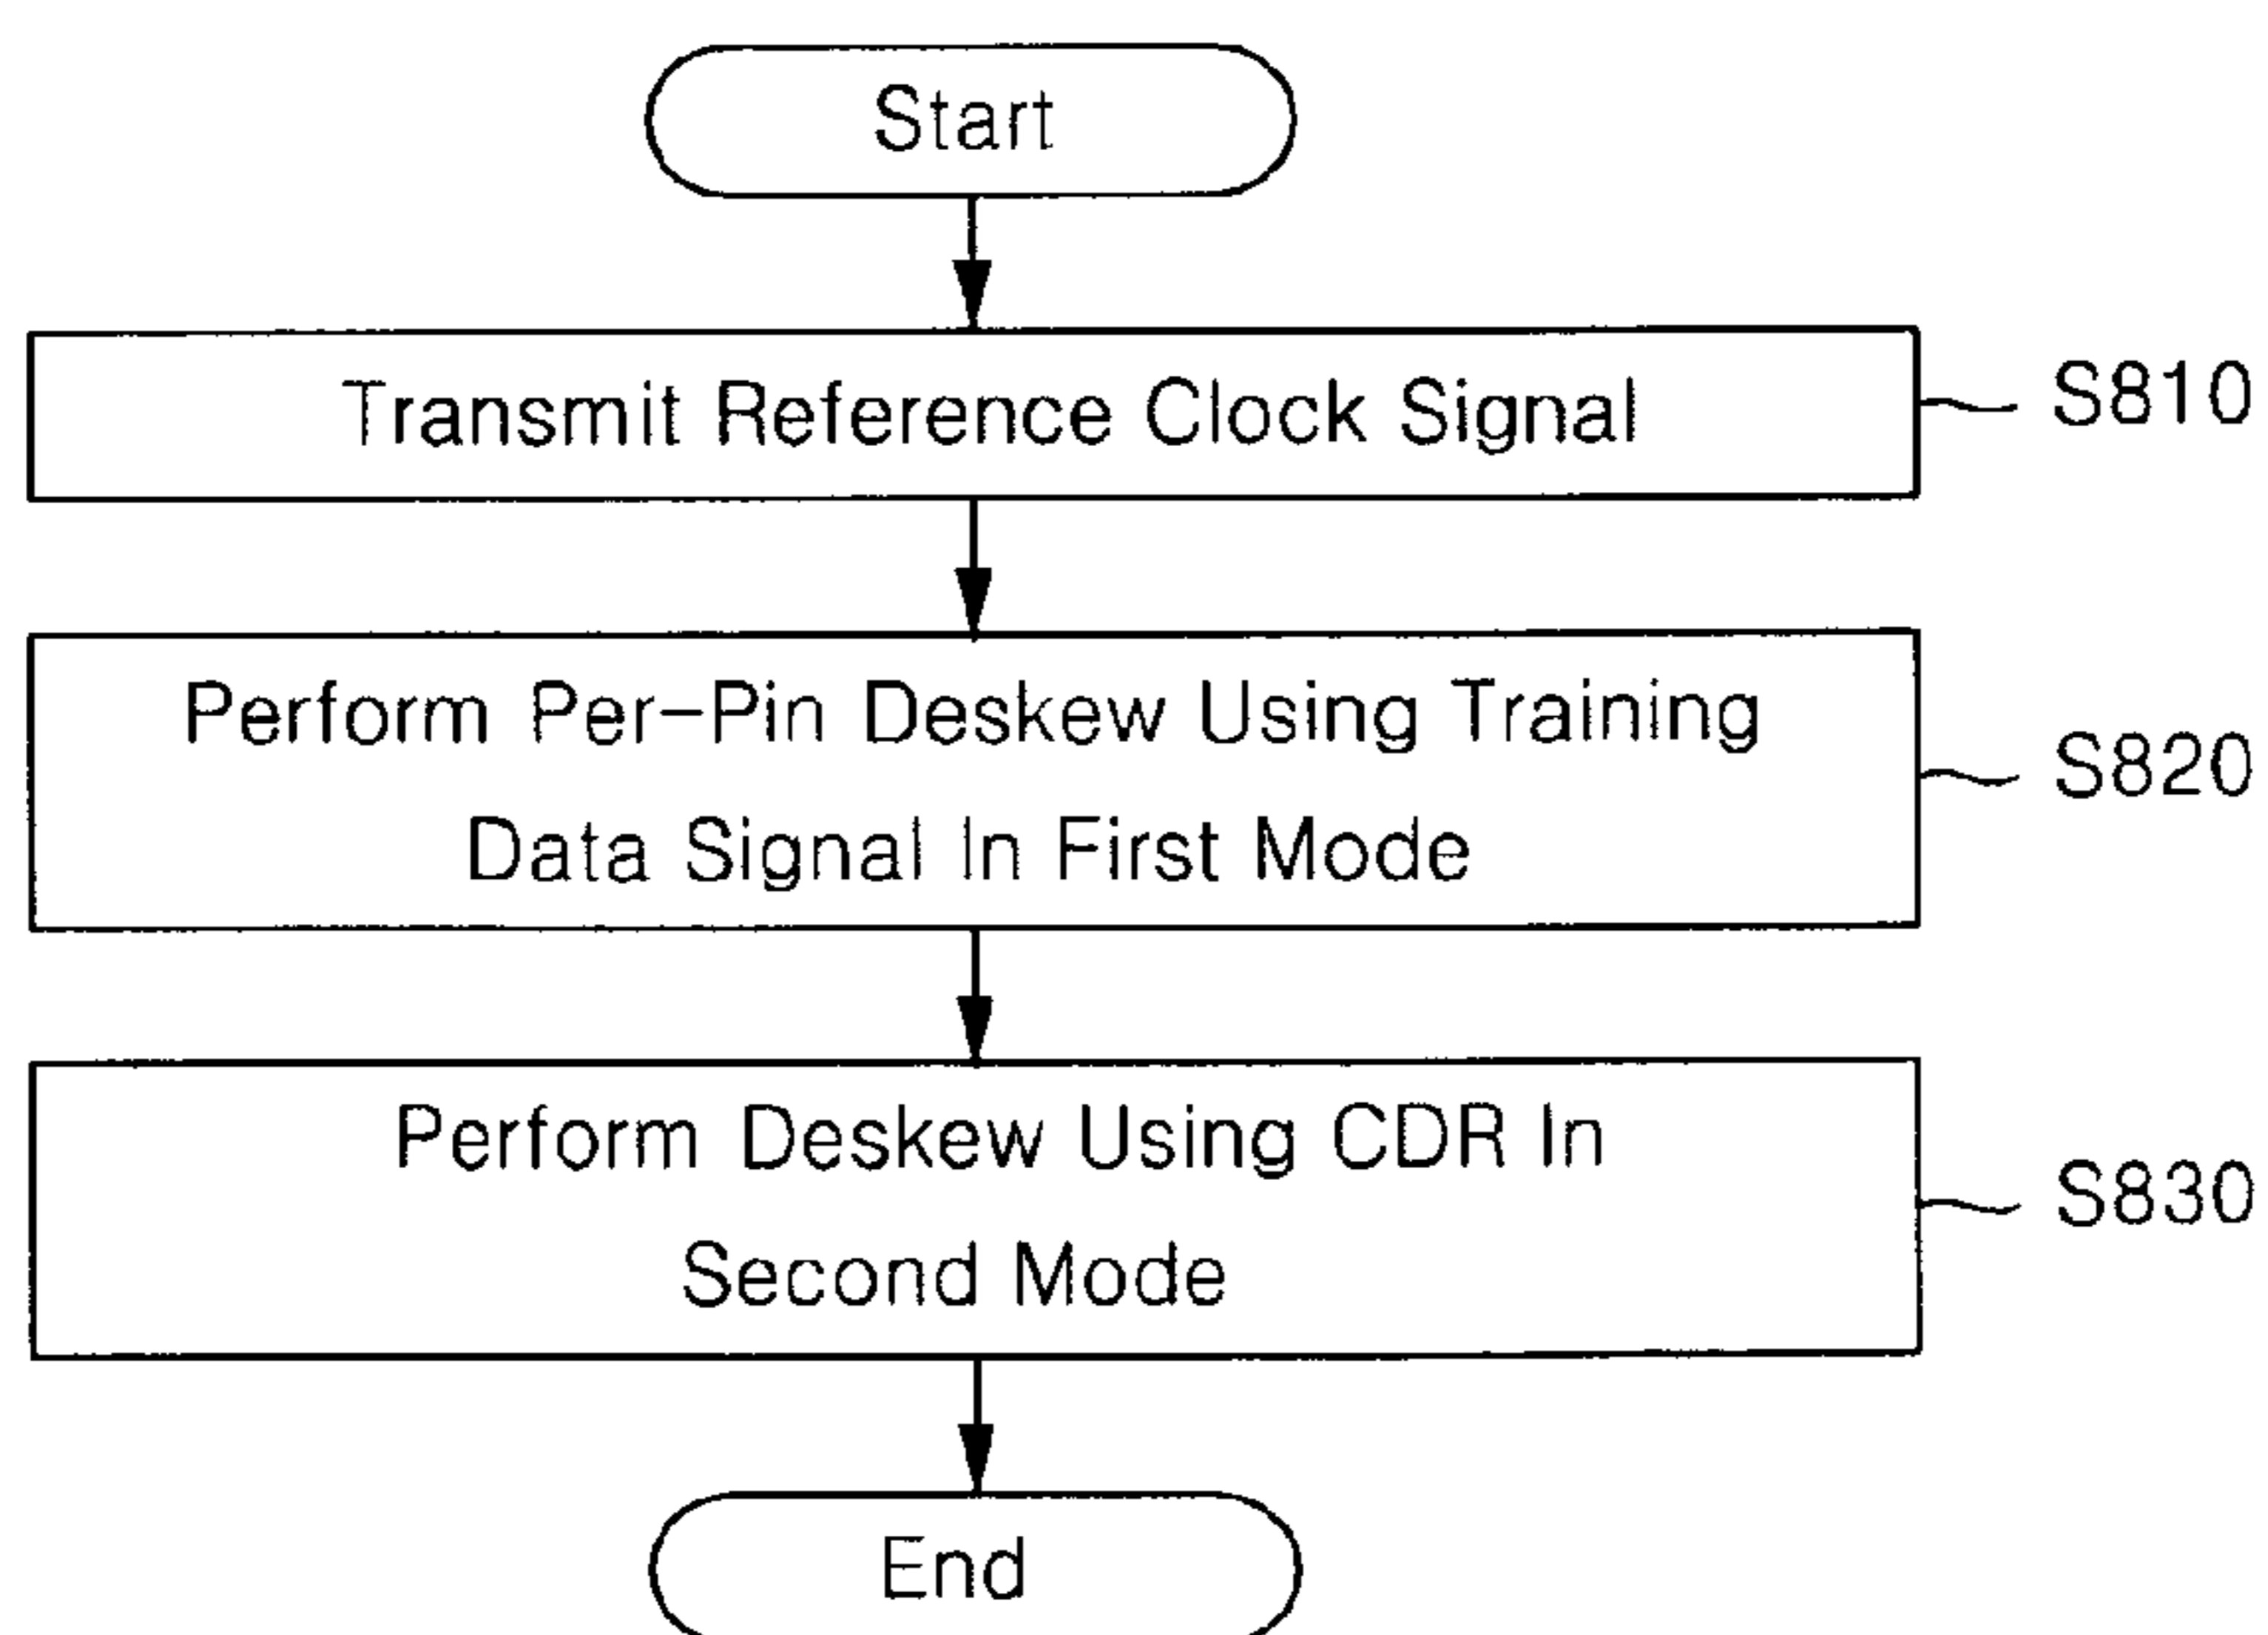 Start
Transmit Reference Clock Signal
S810
Perform Per-Pin Deskew Using Training
Data Signal In First Mode
S820
Perform Deskew Using CDR In
Second Mode
S830
End